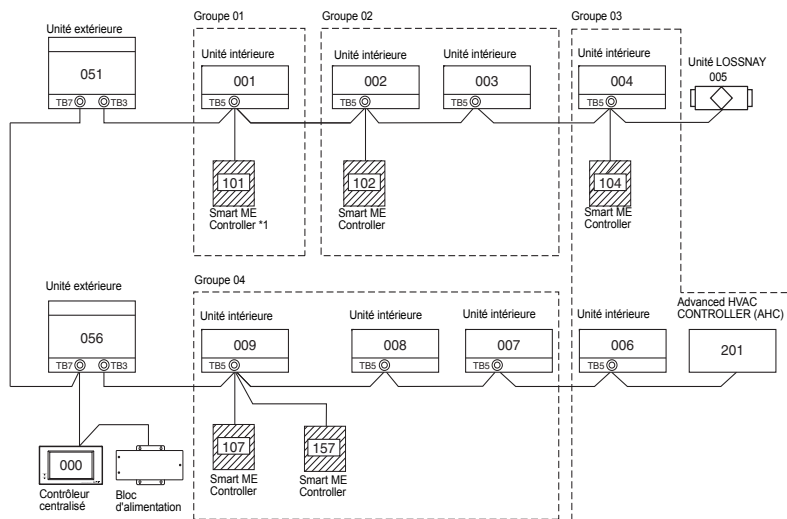 Groupe 01
Groupe 02
Groupe 03
Unité extérieure
051
TB7
TB3
Unité intérieure
001
TB5
101
Smart ME
Controller *1
Unité intérieure
002
TB5
102
Smart ME
Controller
Unité intérieure
003
TB5
Unité intérieure
004
TB5
104
Smart ME
Controller
Unité LOSSNAY
005
Groupe 04
Unité extérieure
056
TB7
TB3
Unité intérieure
009
TB5
107
Smart ME
Controller
157
Smart ME
Controller
Unité intérieure
008
TB5
Unité intérieure
007
TB5
Unité intérieure
006
TB5
Advanced HVAC
CONTROLLER (AHC)
201
000
Contrôleur
centralisé
Bloc
d'alimentation